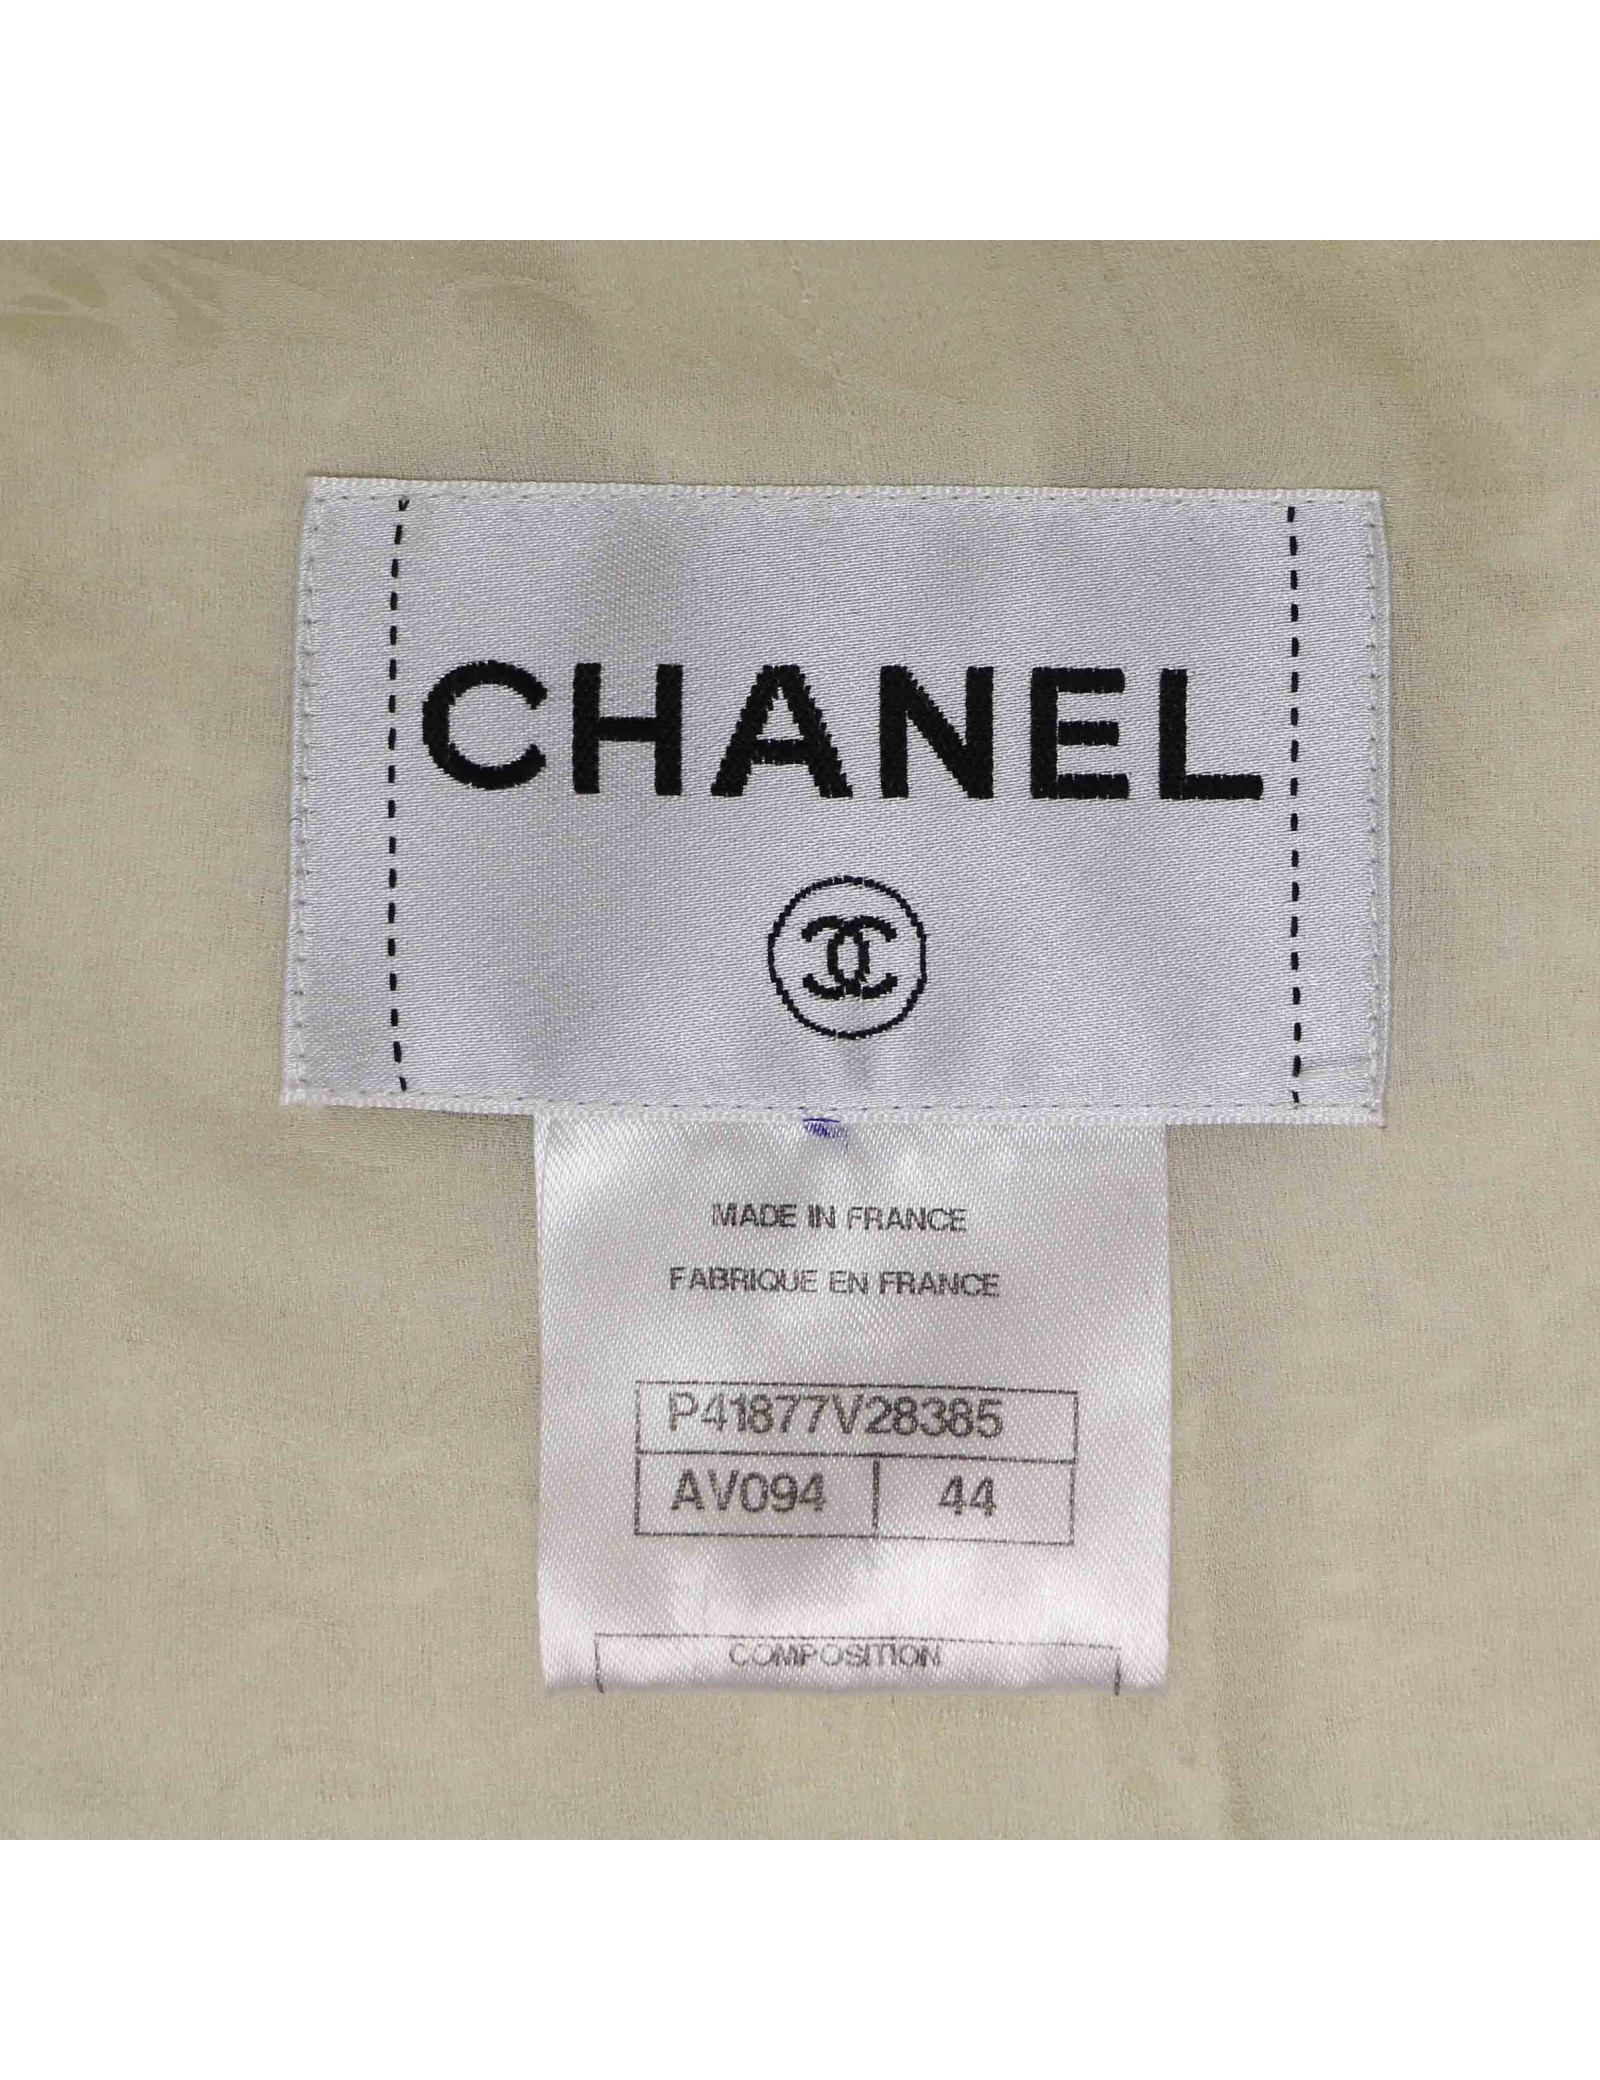 CHANEL
MADE IN FRANCE
FABRIQUE EN FRANCE
P41877V28385
AV094 44
COMPOSITION